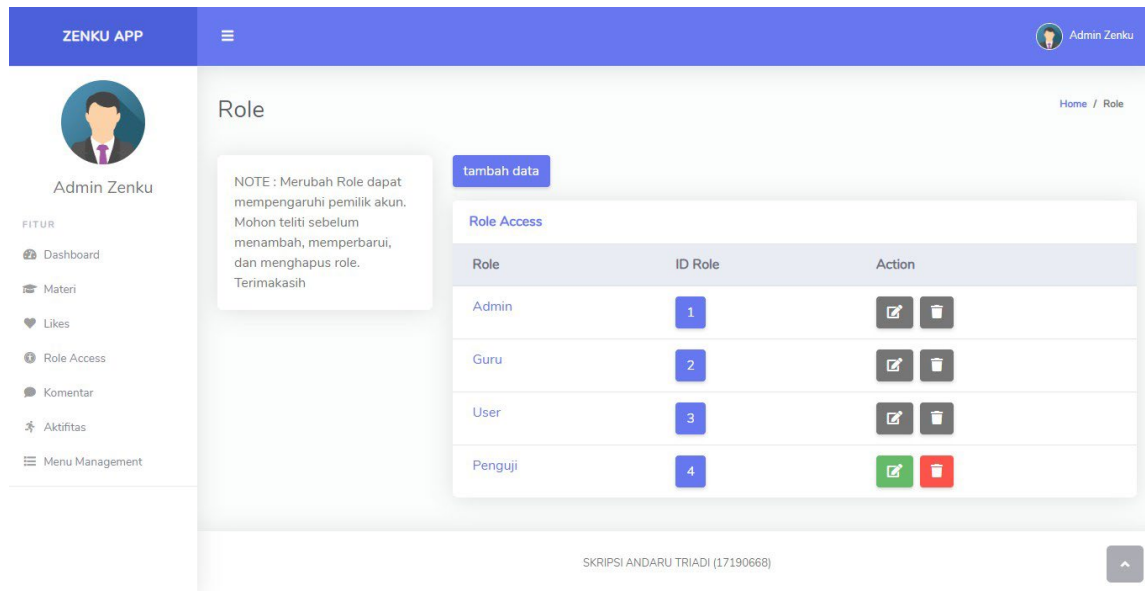 ZENKU APP
Admin Zenku
Admin Zenku
FITUR
Dashboard
Materi
Likes
Role Access
Komentar
Aktifitas
Menu Management
Role
Home / Role
NOTE : Merubah Role dapat
mempengaruhi pemilik akun.
Mohon teliti sebelum
menambah, memperbarui,
dan menghapus role.
Terimakasih
tambah data
Role Access
Role ID Role Action
Admin 1
Guru 2
User 3
Penguji 4
SKRIPSI ANDARU TRIADI (17190668)